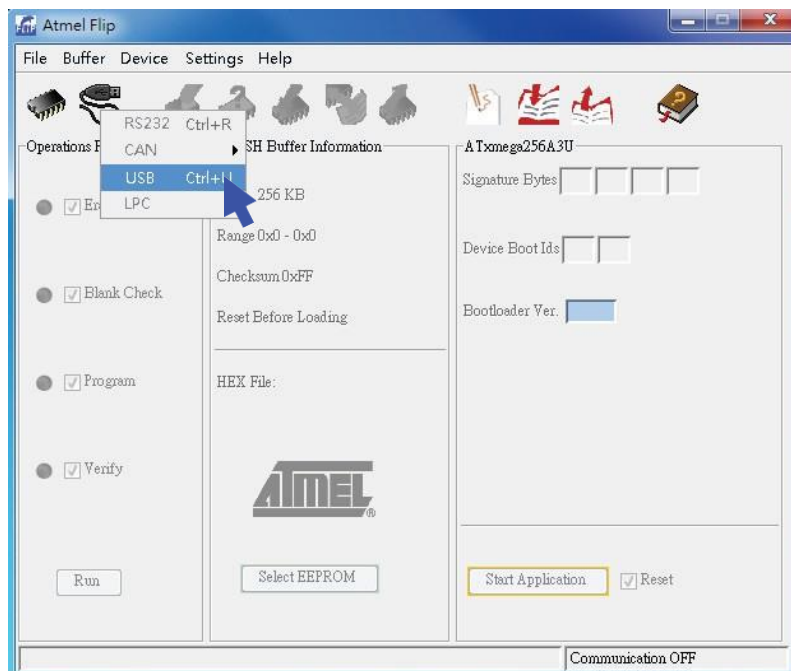 Atmel Flip
File Buffer Device Settings Help
RS232 Ctrl+R
CAN
USB Ctrl+U
LPC
Operations
SH Buffer Information
256 KB
Range 0x0 - 0x0
Checksum 0xFF
Reset Before Loading
HEX File:
ATMEL
®
Select EEPROM
Blank Check
Program
Verify
Run
ATxmega256A3U
Signature Bytes
Device Boot Ids
Bootloader Ver.
Start Application
Reset
Communication OFF